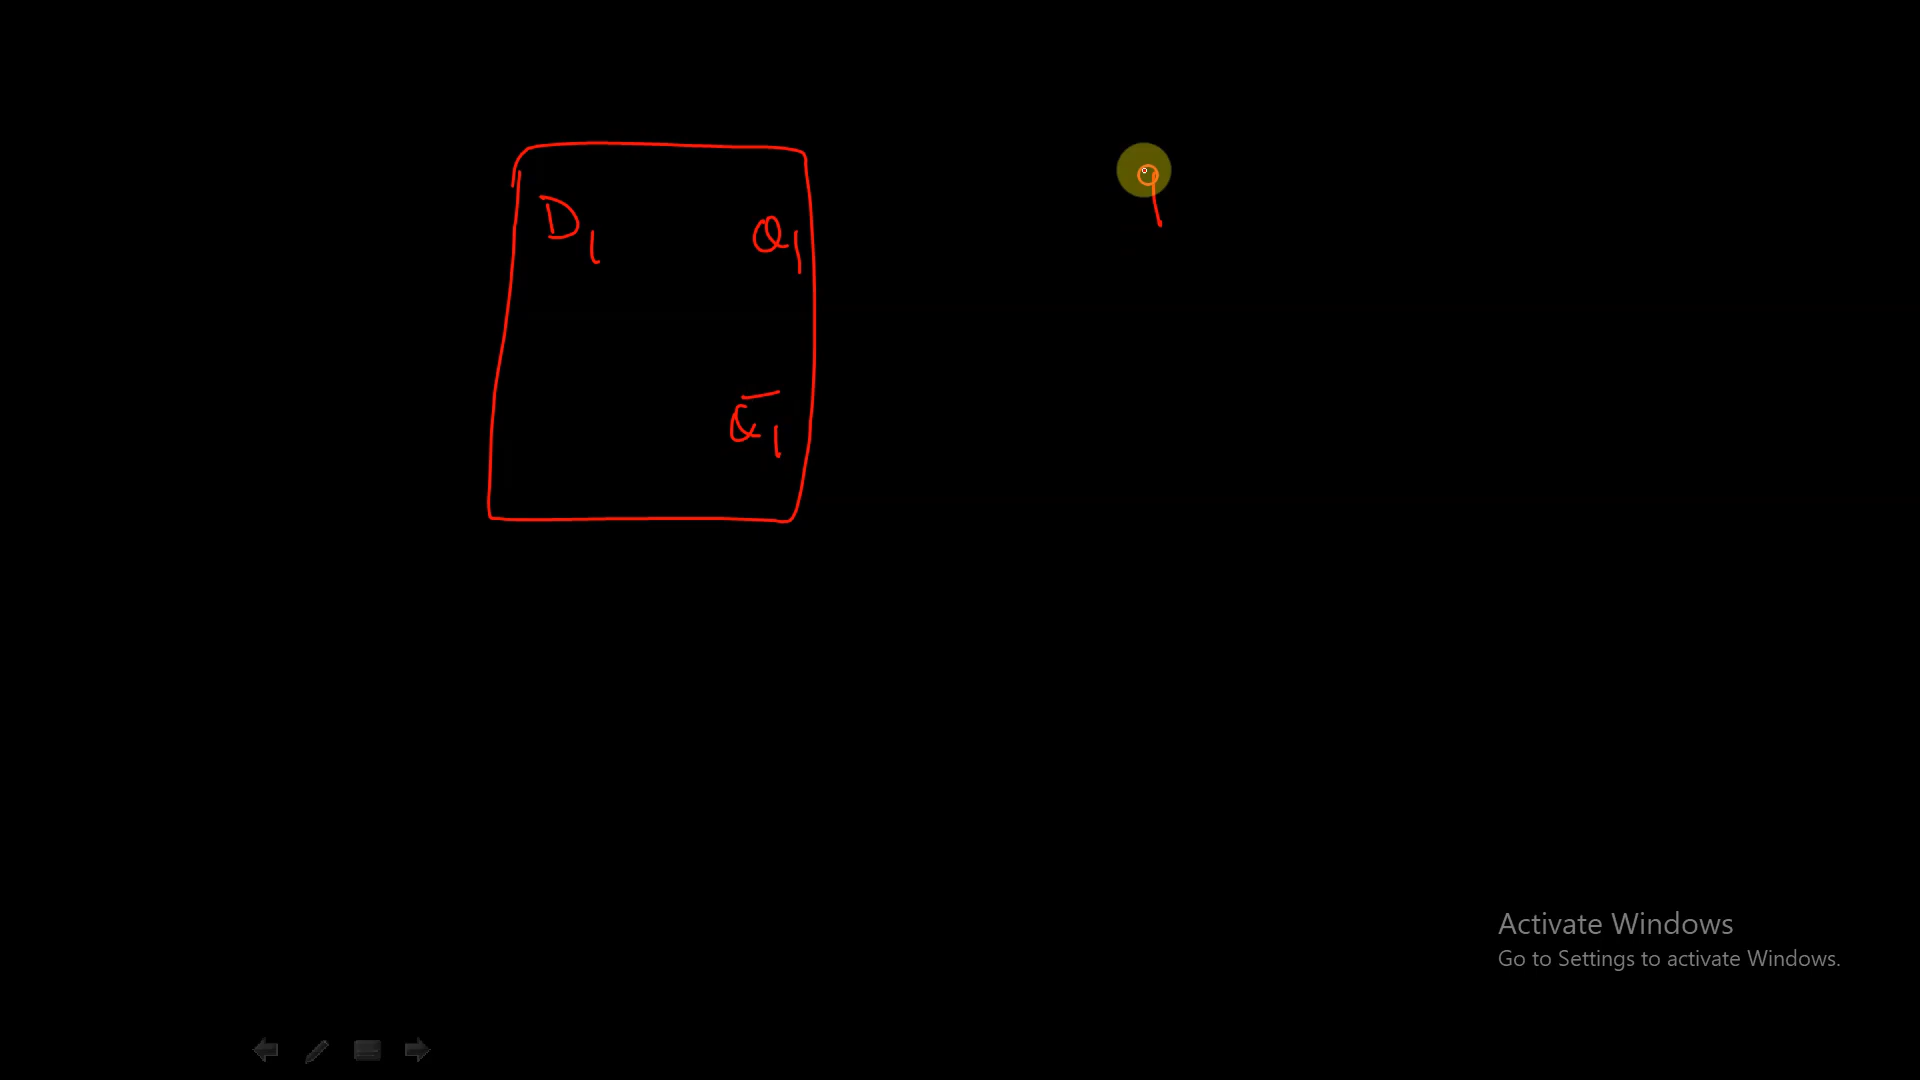 D₁ Q₁
Q̅₁
Activate Windows
Go to Settings to activate Windows.